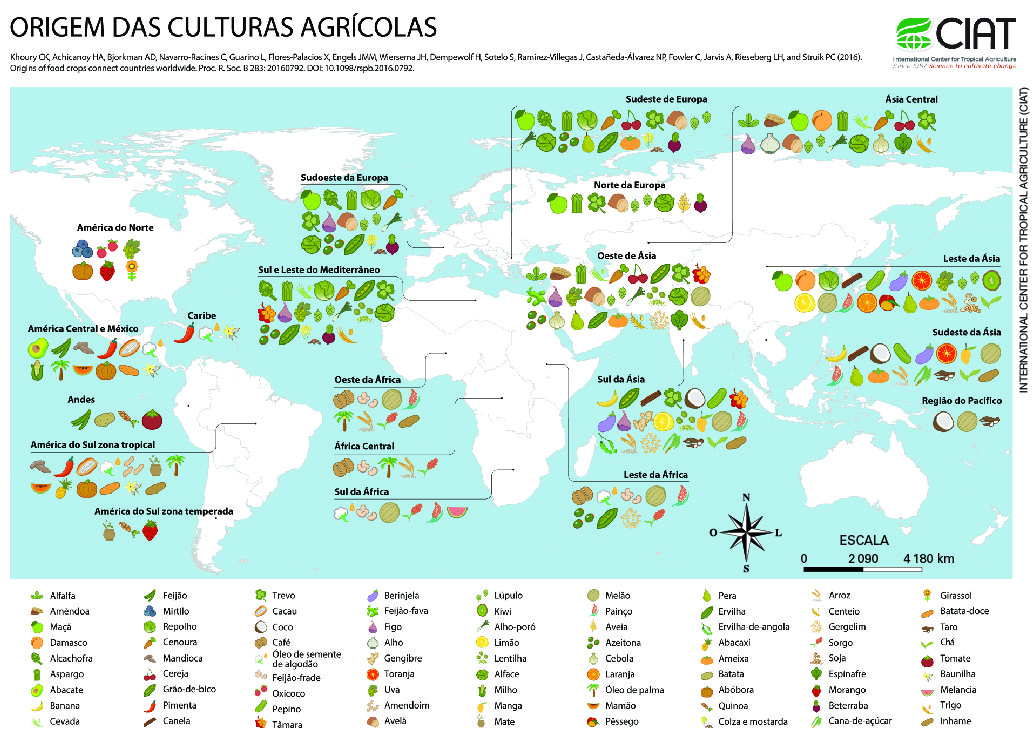 ORIGEM DAS CULTURAS AGRÍCOLAS
CIAT
International Center for Tropical Agriculture
Since 1967 Science to cultivate change
Khoury CK, Achicanoy HA, Bjorkman AD, Navarro-Racines C, Guarino L, Flores-Palacios X, Engels JMM, Wiersema JH, Dempewolf H, Sotelo S, Ramírez-Villegas J, Castañeda-Álvarez NP, Fowler C, Jarvis A, Rieseberg LH, and Struik PC (2016).
Origins of food crops connect countries worldwide. Proc. R. Soc. B 283: 20160792. DOI: 10.1098/rspb.2016.0792.
INTERNATIONAL CENTER FOR TROPICAL AGRICULTURE (CIAT)
Sudeste de Europa
Ásia Central
Sudoeste da Europa
Norte da Europa
América do Norte
Oeste de Ásia
Leste da Ásia
Sul e Leste do Mediterrâneo
Caribe
América Central e México
Sudeste da Ásia
Oeste da África
Sul da Ásia
Andes
Região do Pacífico
América do Sul zona tropical
África Central
Leste da África
Sul da África
América do Sul zona temperada
N
O
L
S
ESCALA
0 2 090 4 180 km
Alfalfa
Améndoa
Maçã
Damasco
Alcachofra
Aspargo
Abacate
Banana
Cevada
Feijão
Mirtilo
Repolho
Cenoura
Mandioca
Cereja
Grão-de-bico
Pimenta
Canela
Trevo
Cacau
Coco
Café
Óleo de semente
de algodão
Feijão-frade
Oxicoco
Pepino
Tâmara
Berinjela
Feijão-fava
Figo
Alho
Gengibre
Toranja
Uva
Amendoim
Avelã
Lúpulo
Kiwi
Alho-poró
Limão
Lentilha
Alface
Milho
Manga
Mate
Melão
Painço
Aveia
Azeitona
Cebola
Laranja
Óleo de palma
Mamão
Pêssego
Pera
Ervilha
Ervilha-de-angola
Abacaxi
Ameixa
Batata
Abóbora
Quinoa
Colza e mostarda
Arroz
Centeio
Gergelim
Sorgo
Soja
Espinafre
Morango
Beterraba
Cana-de-açúcar
Girassol
Batata-doce
Taro
Chá
Tomate
Baunilha
Melancia
Trigo
Inhame